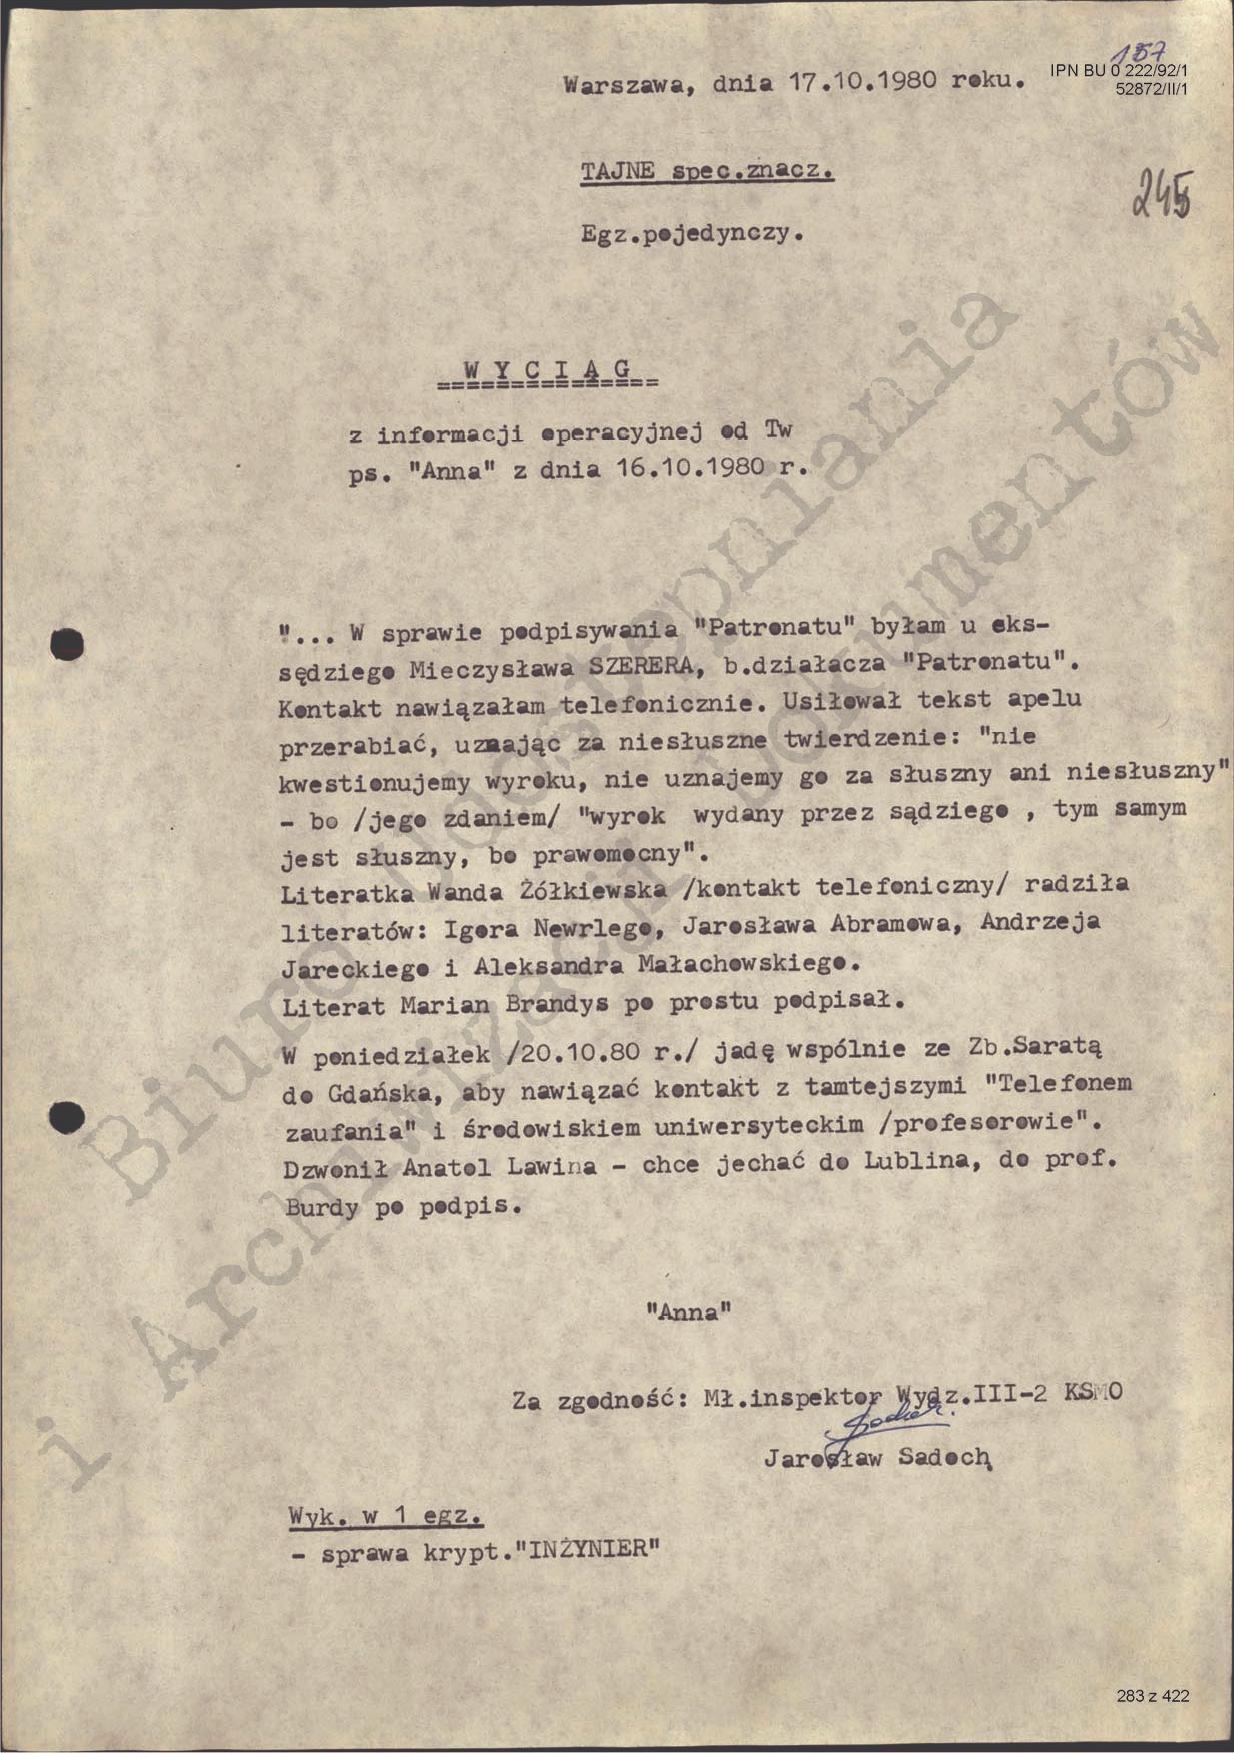 157
IPN BU 0 222/92/1
52872/II/1
Warszawa, dnia 17.10.1980 roku.
TAJNE spec.znacz.
245
Egz.pojedynczy.
W Y C I Ą G
z informacji operacyjnej od Tw
ps. "Anna" z dnia 16.10.1980 r.
"... W sprawie podpisywania "Patronatu" byłam u eks-
sędziego Mieczysława SZERERA, b.działacza "Patronatu".
Kontakt nawiązałam telefonicznie. Usiłował tekst apelu
przerabiać, uznając za niesłuszne twierdzenie: "nie
kwestionujemy wyroku, nie uznajemy go za słuszny ani niesłuszny"
- bo /jego zdaniem/ "wyrok wydany przez sądziego , tym samym
jest słuszny, bo prawomocny".
Literatka Wanda Żółkiewska /kontakt telefoniczny/ radziła
literatów: Igora Newrlego, Jarosława Abramowa, Andrzeja
Jareckiego i Aleksandra Małachowskiego.
Literat Marian Brandys po prostu podpisał.
W poniedziałek /20.10.80 r./ jadę wspólnie ze Zb.Saratą
do Gdańska, aby nawiązać kontakt z tamtejszymi "Telefonem
zaufania" i środowiskiem uniwersyteckim /profesorowie".
Dzwonił Anatol Lawina - chce jechać do Lublina, do prof.
Burdy po podpis.
"Anna"
Za zgodność: Mł.inspektor Wydz.III-2 KSMO
Jarosław Sadoch
Wyk. w 1 egz.
- sprawa krypt."INŻYNIER"
Biuro Udostępniania
i Archiwizacji Dokumentów
283 z 422